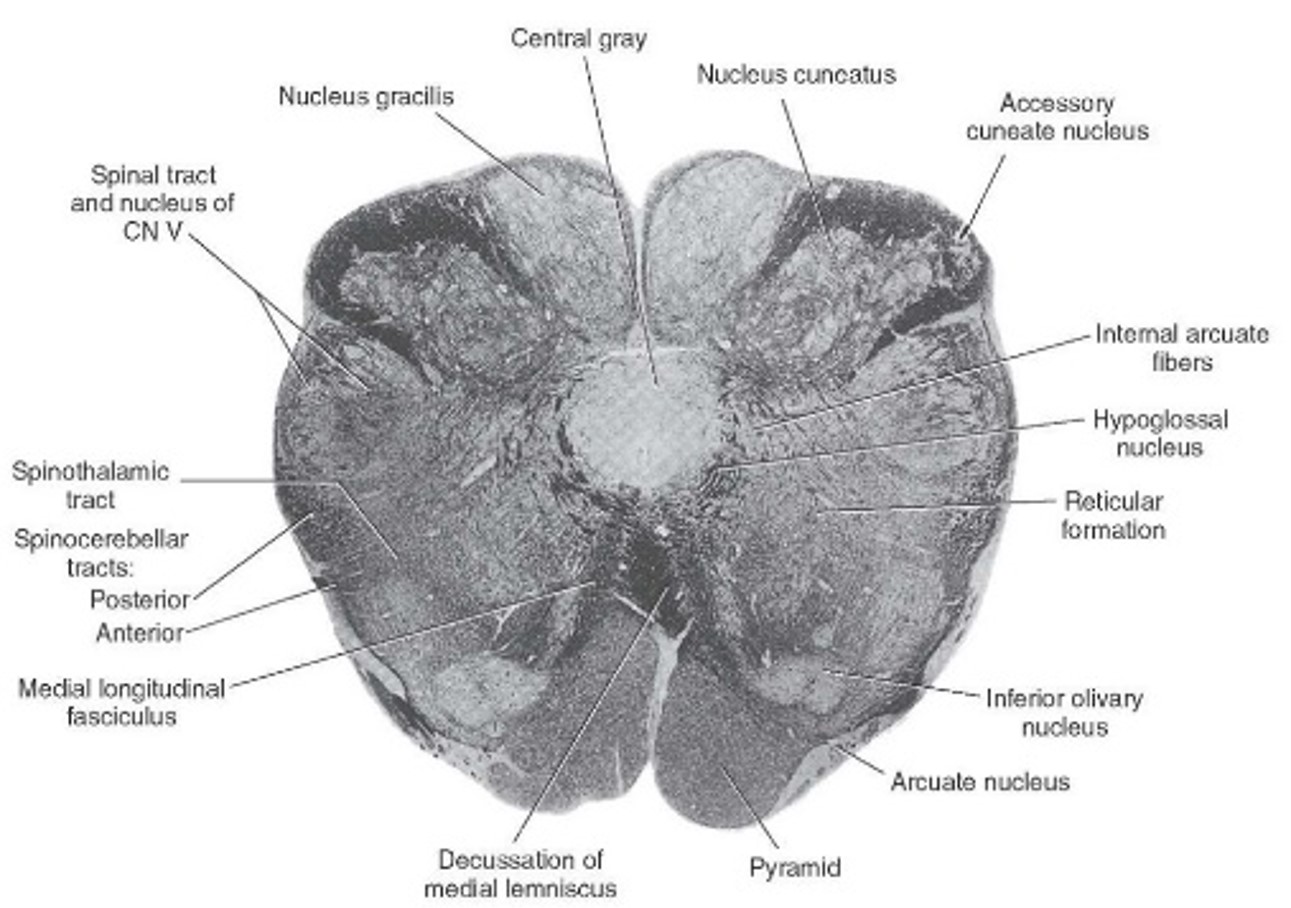 Central gray
Nucleus cuneatus
Nucleus gracilis
Accessory
cuneate nucleus
Spinal tract
and nucleus of
CN V
Internal arcuate
fibers
Hypoglossal
nucleus
Spinothalamic
tract
Reticular
formation
Spinocerebellar
tracts:
Posterior
Anterior
Medial longitudinal
fasciculus
Inferior olivary
nucleus
Arcuate nucleus
Decussation of
medial lemniscus
Pyramid